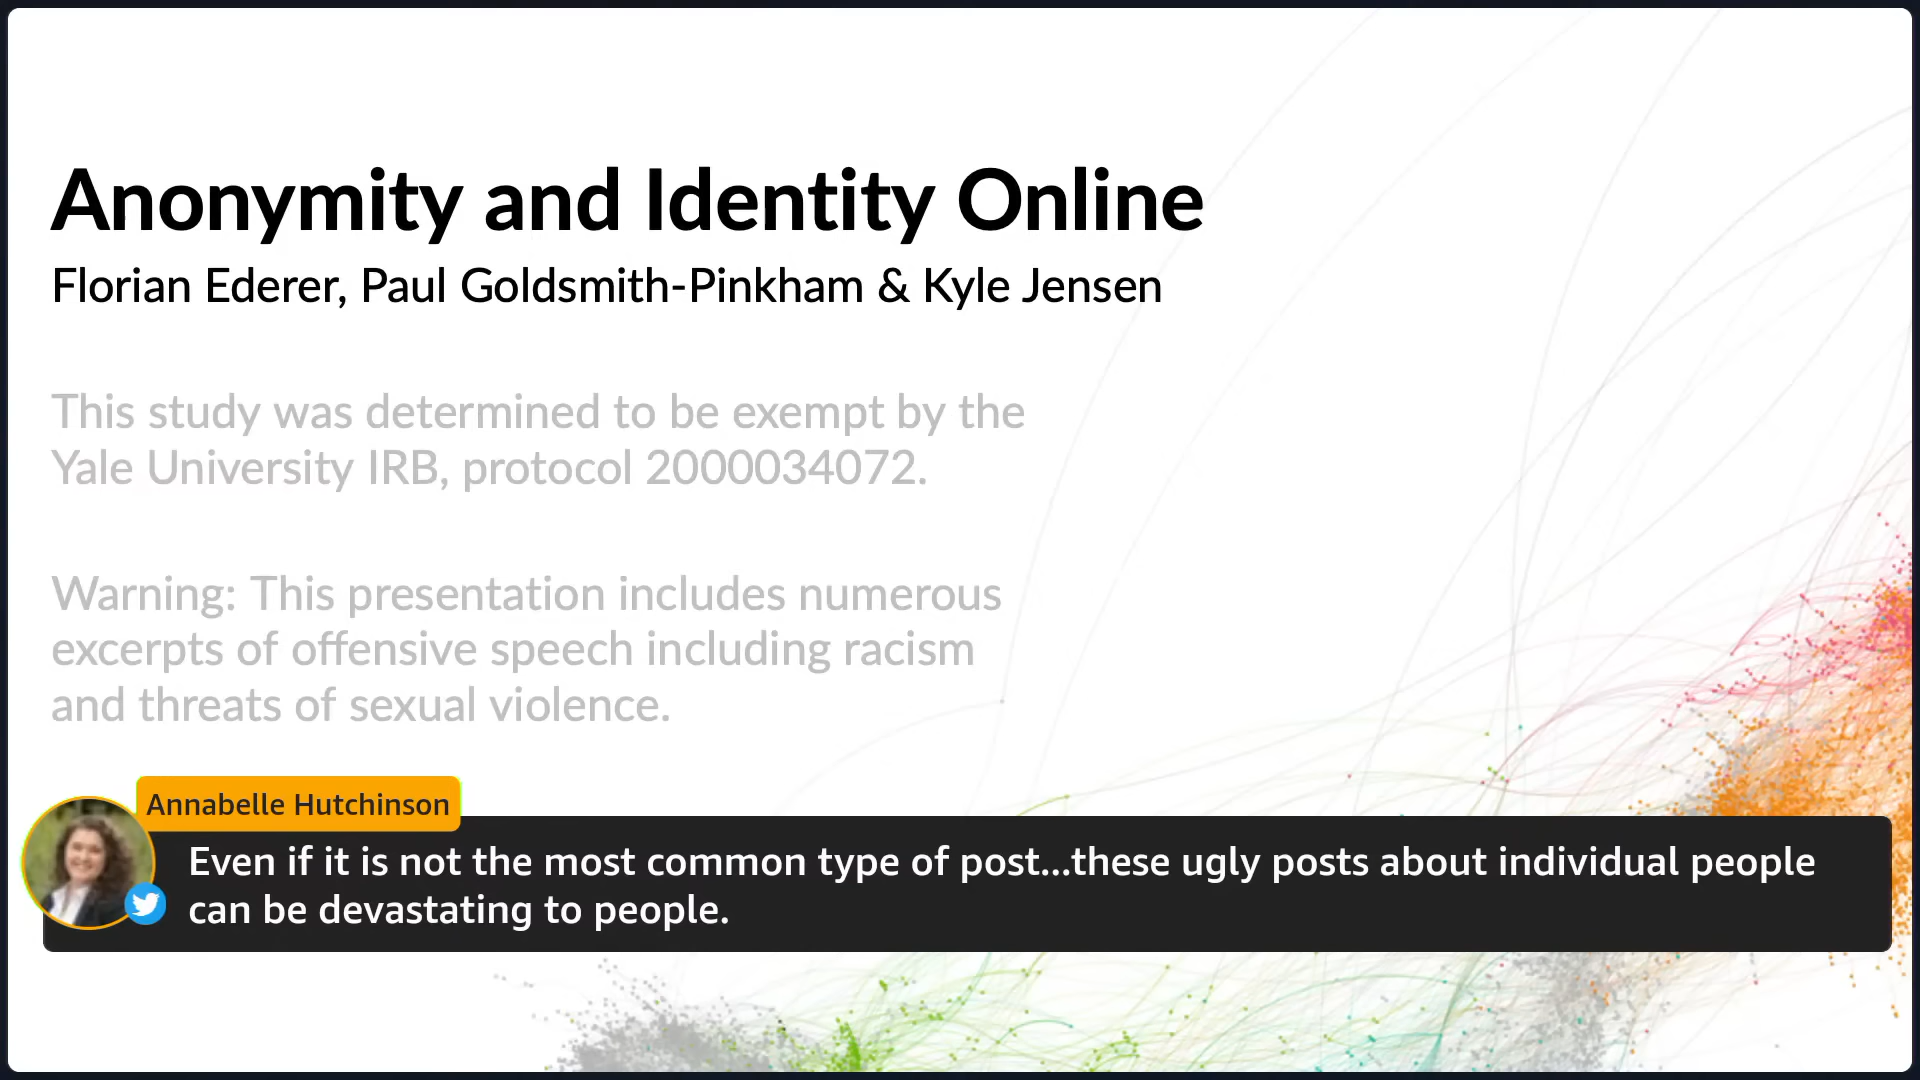 Anonymity and Identity Online
Florian Ederer, Paul Goldsmith-Pinkham & Kyle Jensen
This study was determined to be exempt by the
Yale University IRB, protocol 2000034072.
Warning: This presentation includes numerous
excerpts of offensive speech including racism
and threats of sexual violence.
Annabelle Hutchinson
Even if it is not the most common type of post...these ugly posts about individual people
can be devastating to people.